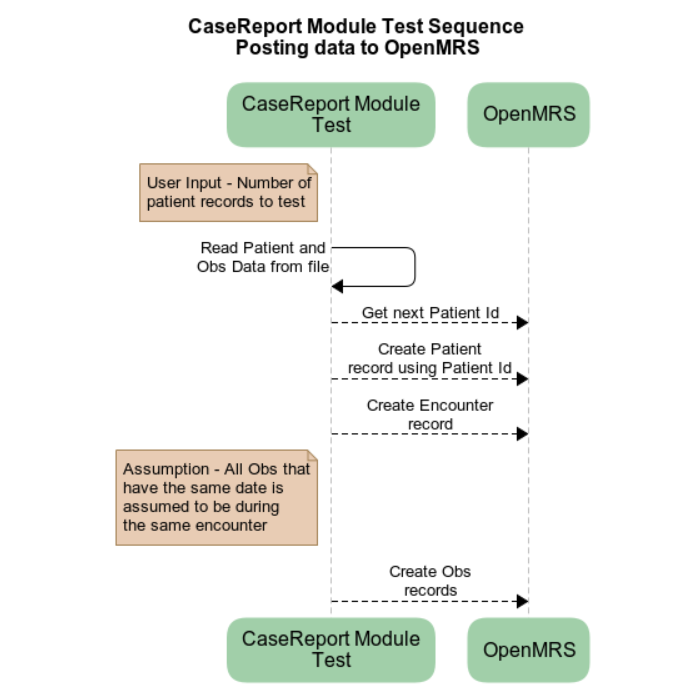 CaseReport Module Test Sequence
Posting data to OpenMRS
CaseReport Module
Test
OpenMRS
User Input - Number of
patient records to test
Read Patient and
Obs Data from file
Get next Patient Id
Create Patient
record using Patient Id
Create Encounter
record
Assumption - All Obs that
have the same date is
assumed to be during
the same encounter
Create Obs
records
CaseReport Module
Test
OpenMRS